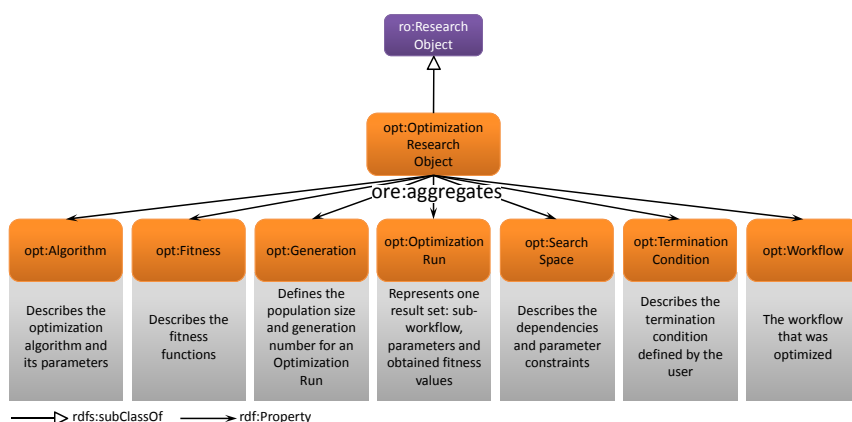 ro:Research
Object
opt:Optimization
Research
Object
ore:aggregates
opt:Algorithm
Describes the
optimization
algorithm and
its parameters
opt:Fitness
Describes the
fitness
functions
opt:Generation
Defines the
population size
and generation
number for an
Optimization
Run
opt:Optimization
Run
Represents one
result set: sub-
workflow,
parameters and
obtained fitness
values
opt:Search
Space
Describes the
dependencies
and parameter
constraints
opt:Termination
Condition
Describes the
termination
condition
defined by the
user
opt:Workflow
The workflow
that was
optimized
rdfs:subClassOf
rdf:Property